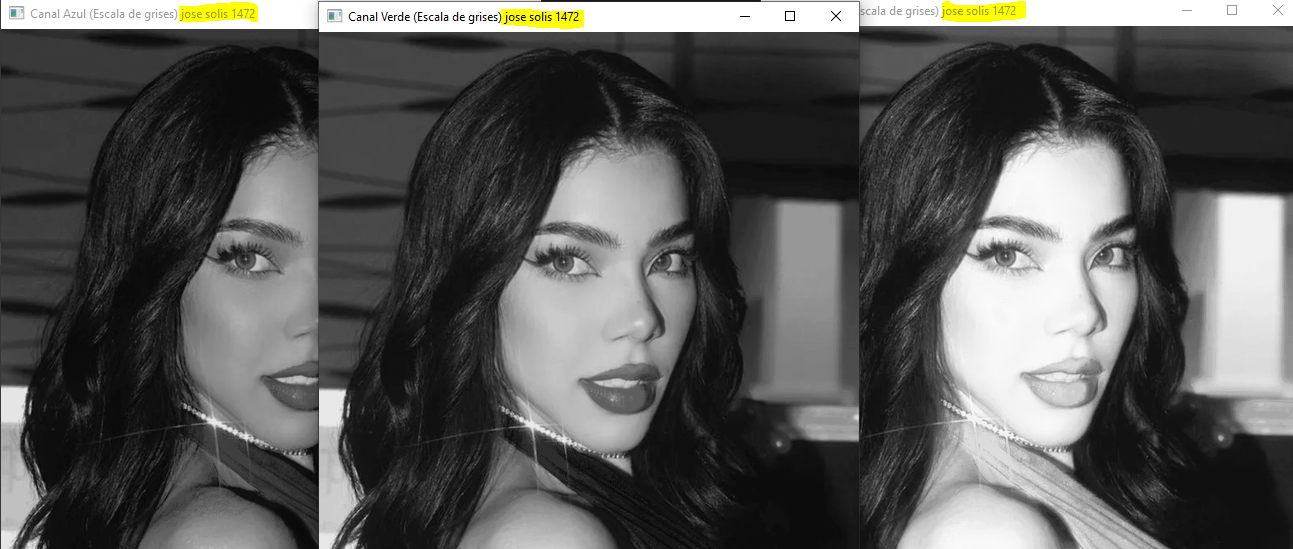 Canal Azul (Escala de grises) jose solis 1472
Canal Verde (Escala de grises) jose solis 1472
scala de grises) jose solis 1472